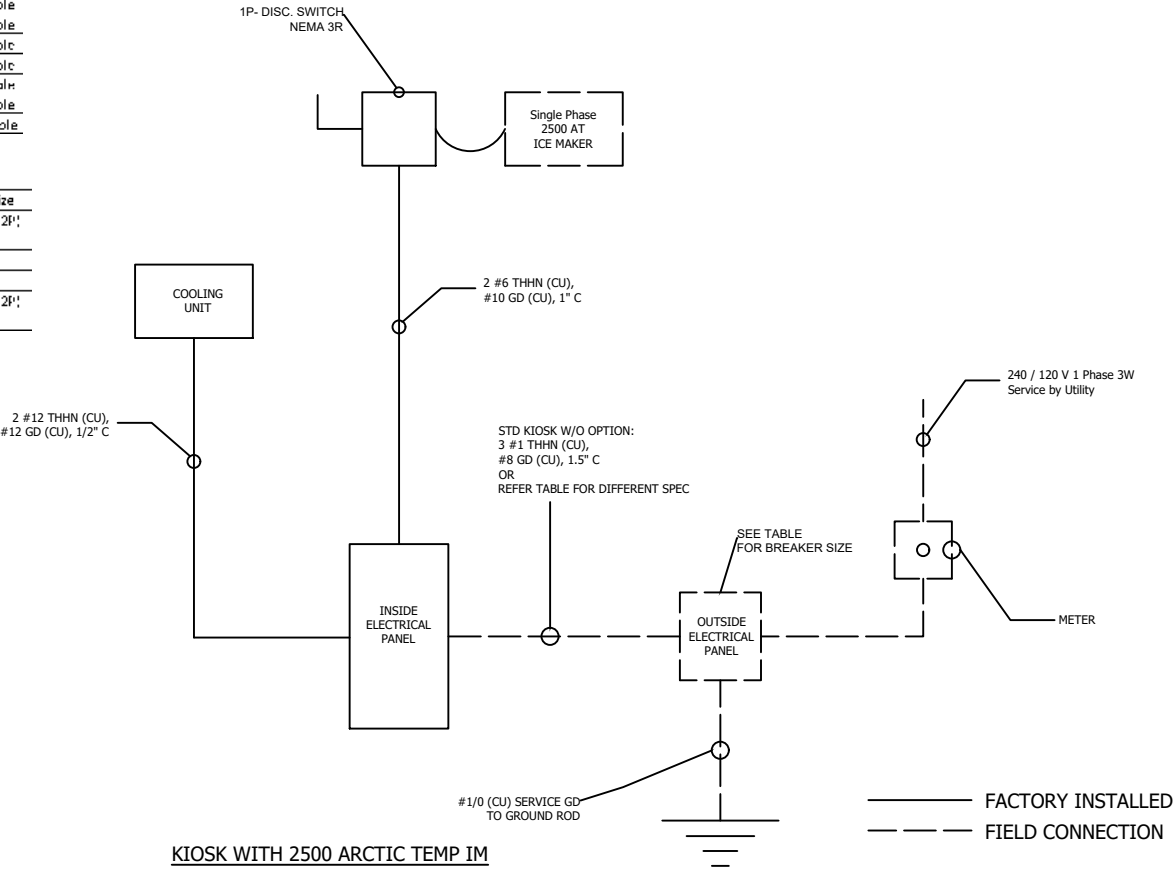 1P- DISC. SWITCH
NEMA 3R
Single Phase
2500 AT
ICE MAKER
COOLING
UNIT
2 #6 THHN (CU),
#10 GD (CU), 1" C
2 #12 THHN (CU),
#12 GD (CU), 1/2" C
240 / 120 V 1 Phase 3W
Service by Utility
STD KIOSK W/O OPTION:
3 #1 THHN (CU),
#8 GD (CU), 1.5" C
OR
REFER TABLE FOR DIFFERENT SPEC
SEE TABLE
FOR BREAKER SIZE
INSIDE
ELECTRICAL
PANEL
OUTSIDE
ELECTRICAL
PANEL
METER
#1/0 (CU) SERVICE GD
TO GROUND ROD
FACTORY INSTALLED
FIELD CONNECTION
KIOSK WITH 2500 ARCTIC TEMP IM